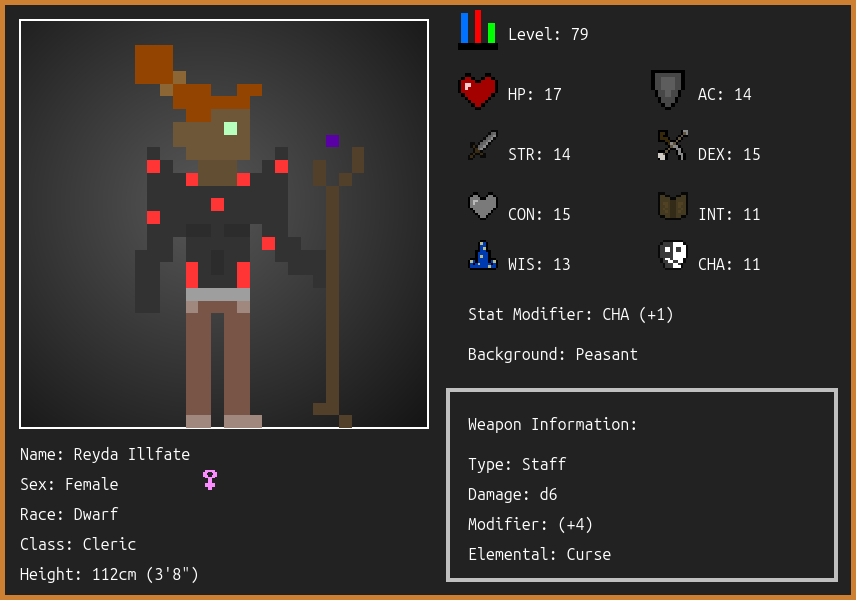 Level: 79
HP: 17
AC: 14
STR: 14
DEX: 15
CON: 15
INT: 11
WIS: 13
CHA: 11
Stat Modifier: CHA (+1)
Background: Peasant
Weapon Information:
Type: Staff
Damage: d6
Modifier: (+4)
Elemental: Curse
Name: Reyda Illfate
Sex: Female
Race: Dwarf
Class: Cleric
Height: 112cm (3'8")